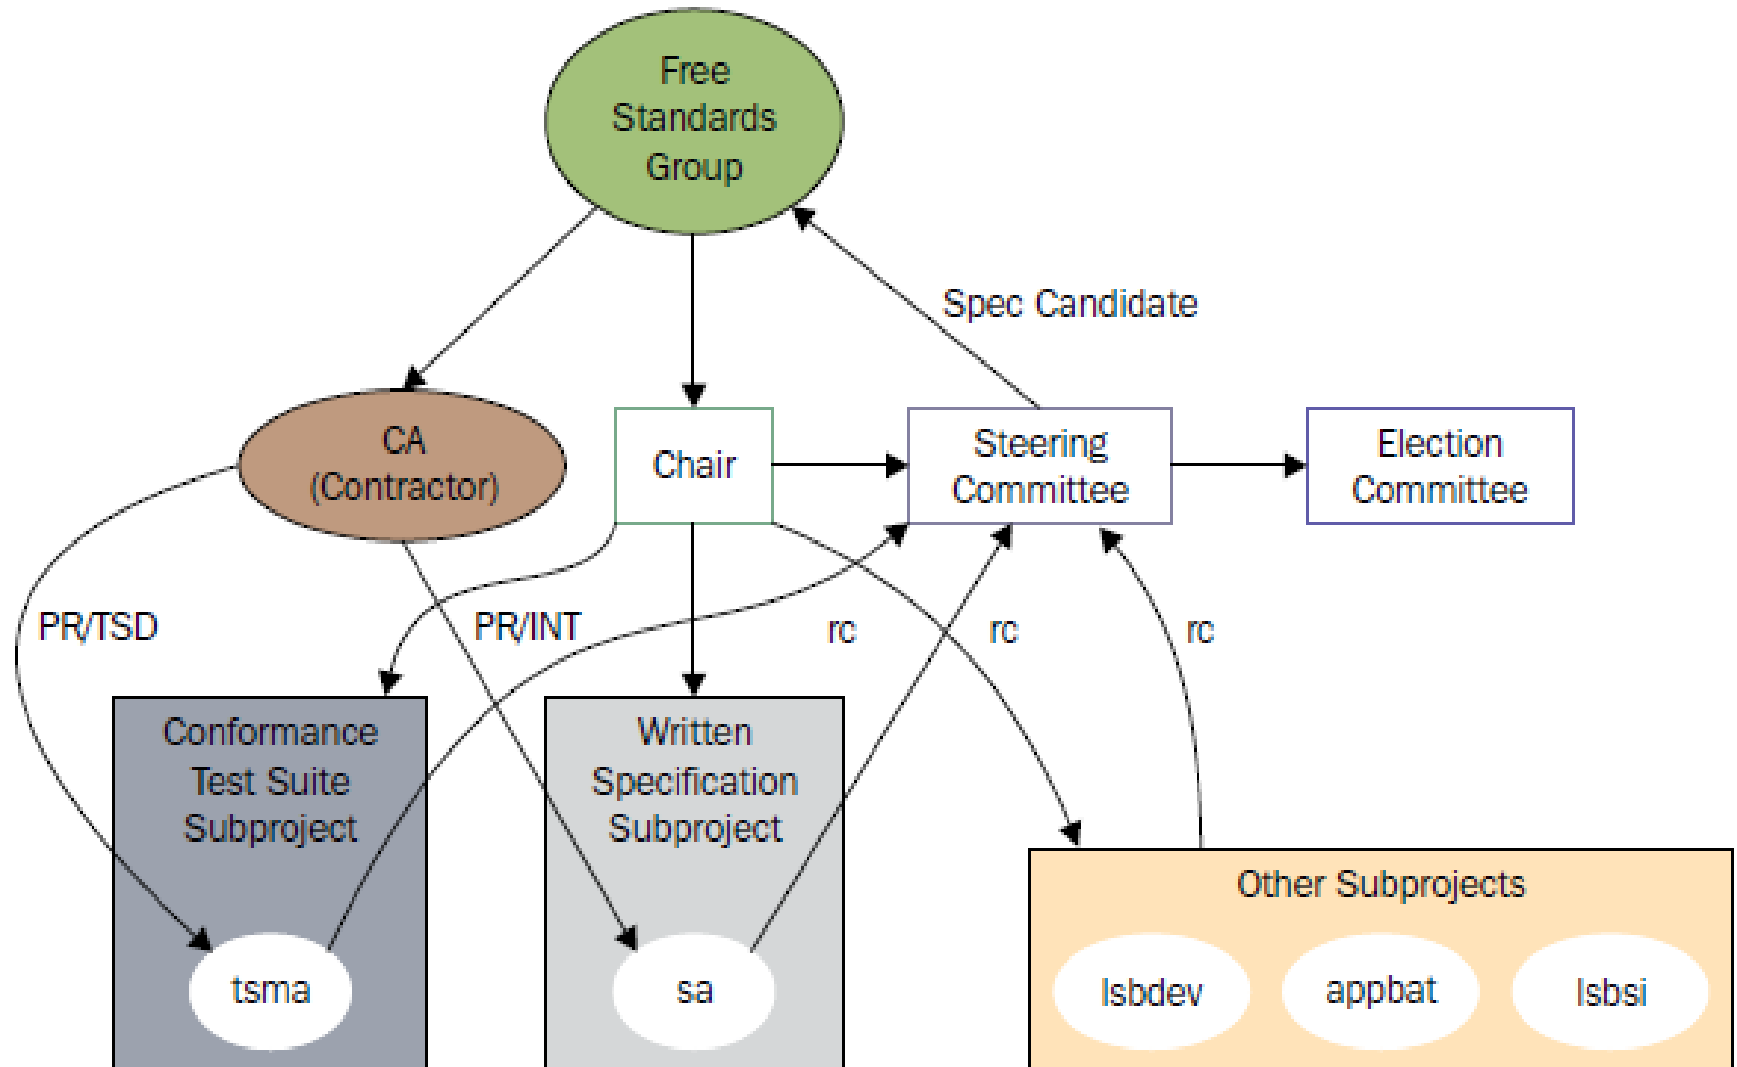 Free
Standards
Group
Spec Candidate
CA
(Contractor)
Chair
Steering
Committee
Election
Committee
PR/TSD
PR/INT
rc
rc
rc
Conformance
Test Suite
Subproject
Written
Specification
Subproject
Other Subprojects
tsma
sa
lsbdev
appbat
lsbsi